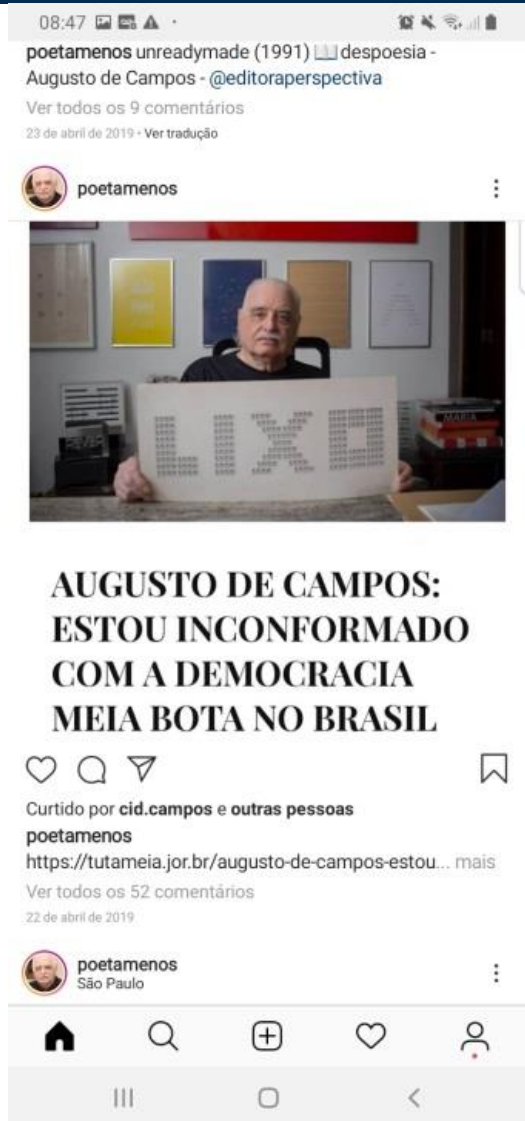 08:47
poetamenos unreadymade (1991) 📖 despoesia -
Augusto de Campos - @editoraperspectiva
Ver todos os 9 comentários
23 de abril de 2019 • Ver tradução
poetamenos
LIXO
MARIA
AUGUSTO DE CAMPOS:
ESTOU INCONFORMADO
COM A DEMOCRACIA
MEIA BOTA NO BRASIL
Curtido por cid.campos e outras pessoas
poetamenos
https://tutameia.jor.br/augusto-de-campos-estou... mais
Ver todos os 52 comentários
22 de abril de 2019
poetamenos
São Paulo